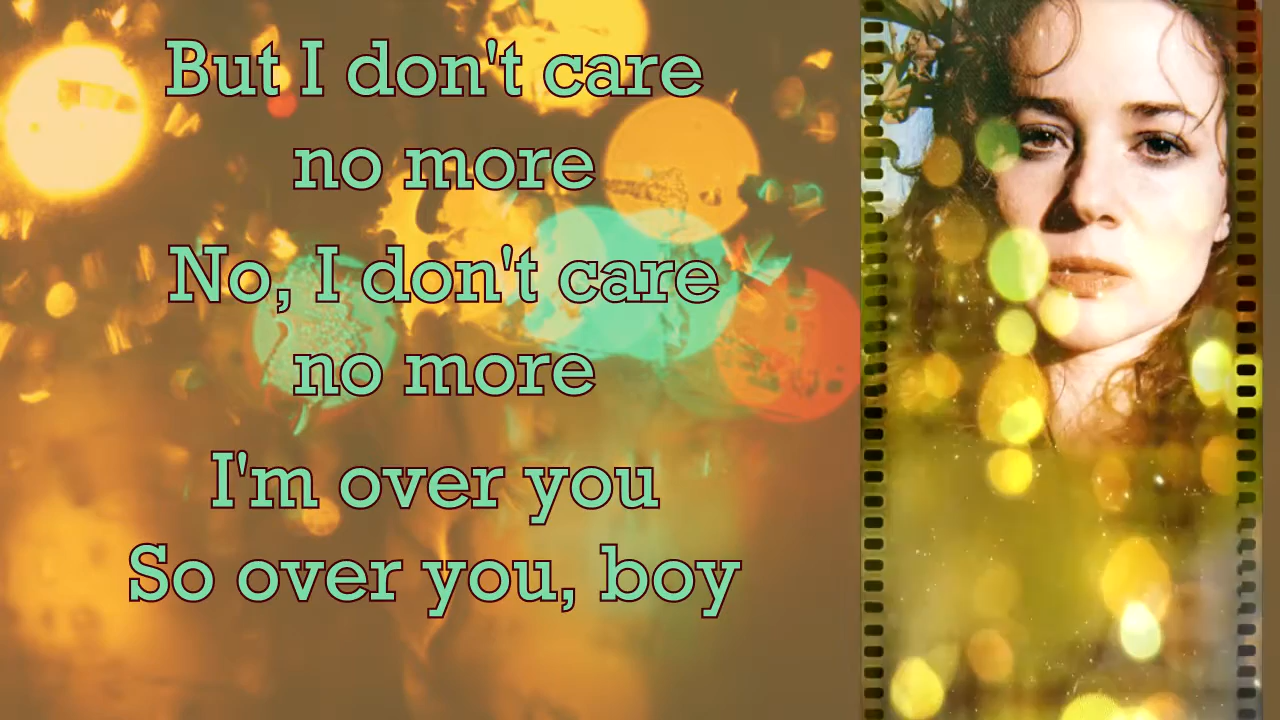 But I don't care
no more
No, I don't care
no more
I'm over you
So over you, boy